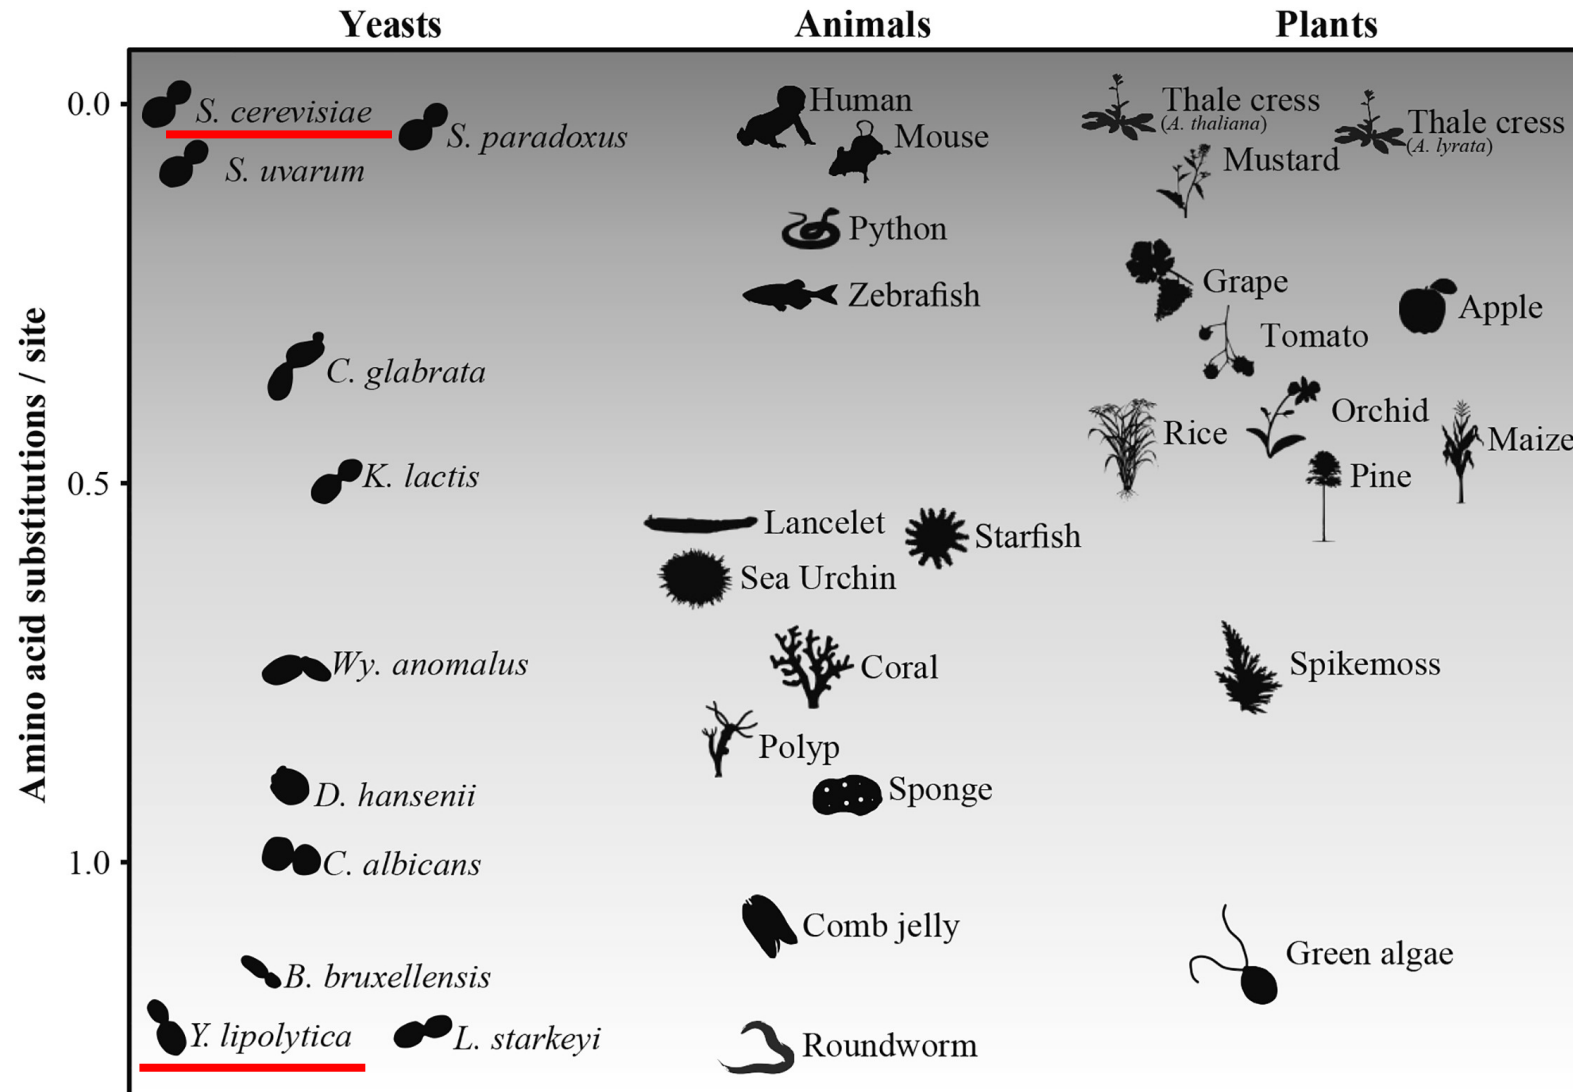 Yeasts
Animals
Plants
Amino acid substitutions / site
0.0
0.5
1.0
S. cerevisiae
S. paradoxus
S. uvarum
C. glabrata
K. lactis
Wy. anomalus
D. hansenii
C. albicans
B. bruxellensis
Y. lipolytica
L. starkeyi
Human
Mouse
Python
Zebrafish
Lancelet
Starfish
Sea Urchin
Coral
Polyp
Sponge
Comb jelly
Roundworm
Thale cress
(A. thaliana)
Thale cress
(A. lyrata)
Mustard
Grape
Apple
Tomato
Orchid
Rice
Maize
Pine
Spikemoss
Green algae